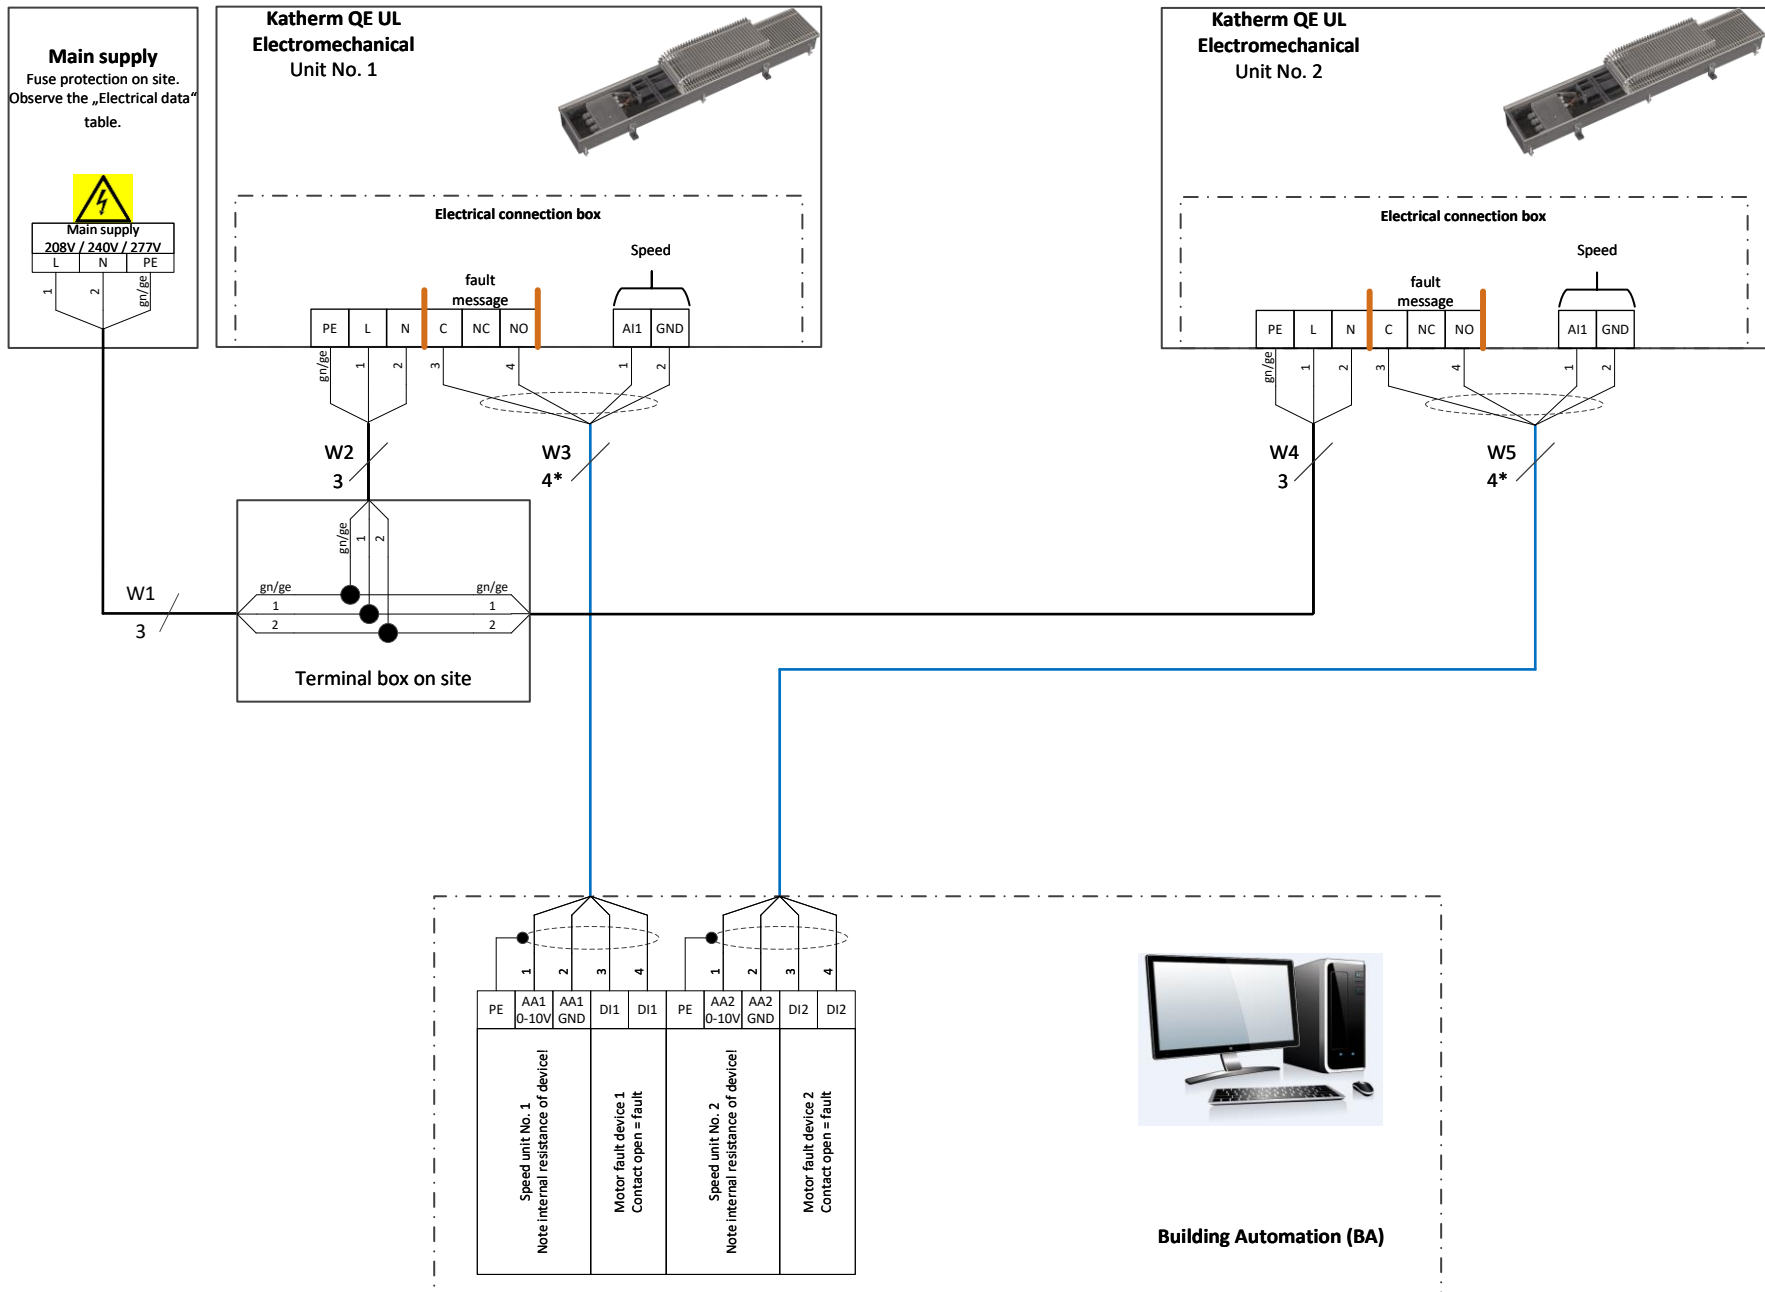 Main supply
Fuse protection on site.
Observe the „Electrical data“
table.
Main supply
208V / 240V / 277V
L N PE
1 2 gn/ge
Katherm QE UL
Electromechanical
Unit No. 1
Electrical connection box
Speed
fault
message
PE L N C NC NO AI1 GND
gn/ge 1 2 3 4 1 2
W2
3
W3
4*
Katherm QE UL
Electromechanical
Unit No. 2
Electrical connection box
Speed
fault
message
PE L N C NC NO AI1 GND
gn/ge 1 2 3 4 1 2
W4
3
W5
4*
W1
3
gn/ge 1 2
gn/ge gn/ge
1 1
2 2
Terminal box on site
1 2 3 4 1 2 3 4
PE AA1 AA1 DI1 DI1 PE AA2 AA2 DI2 DI2
0-10V GND 0-10V GND
Speed unit No. 1
Note internal resistance of device!
Motor fault device 1
Contact open = fault
Speed unit No. 2
Note internal resistance of device!
Motor fault device 2
Contact open = fault
Building Automation (BA)